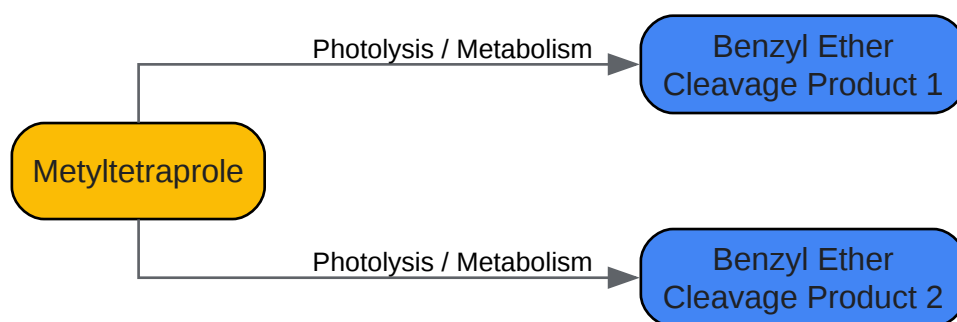 Photolysis / Metabolism
Benzyl Ether
Cleavage Product 1
Metyltetraprole
Photolysis / Metabolism
Benzyl Ether
Cleavage Product 2